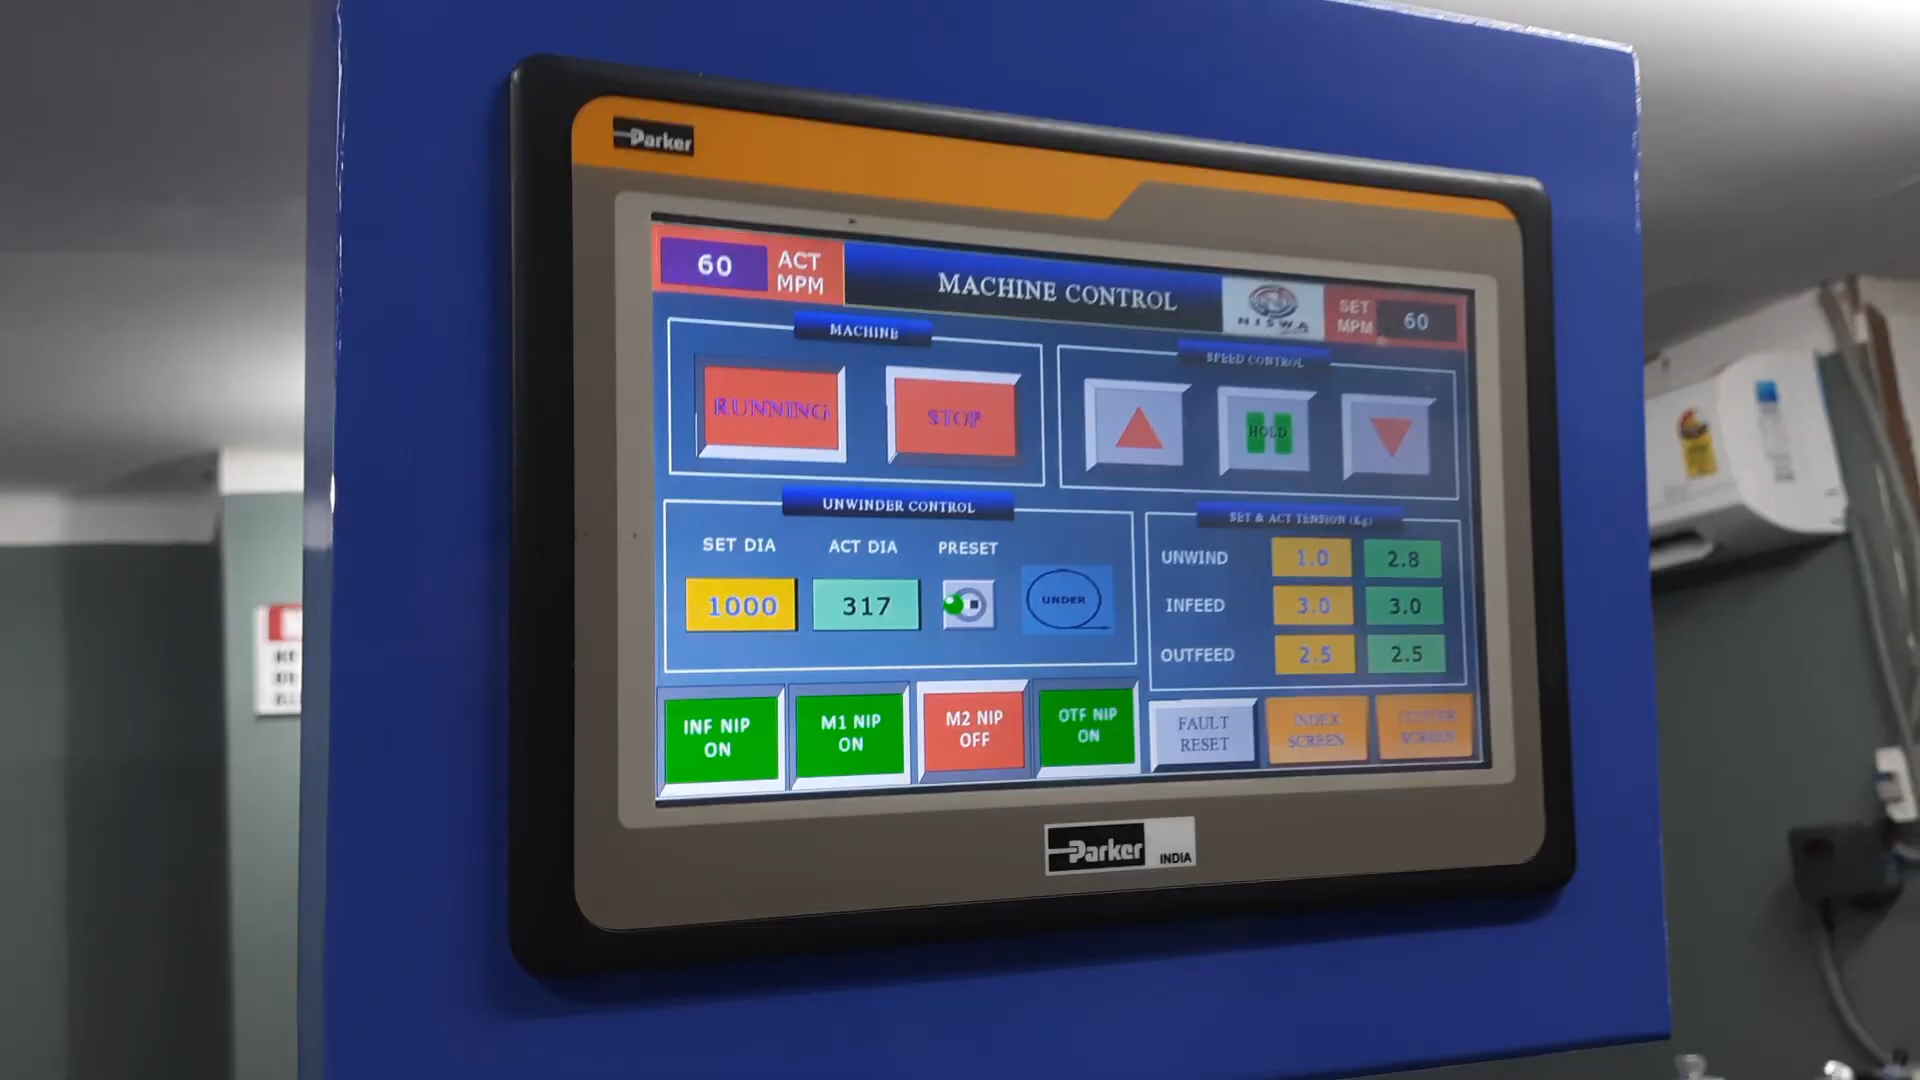 Parker
60
ACT
MPM
MACHINE CONTROL
NISWA
SET
MPM
60
MACHINE
RUNNING
STOP
SPEED CONTROL
HOLD
UNWINDER CONTROL
SET DIA
ACT DIA
PRESET
1000
317
UNDER
SET & ACT TENSION (Kg)
UNWIND
1.0
2.8
INFEED
3.0
3.0
OUTFEED
2.5
2.5
INF NIP
ON
M1 NIP
ON
M2 NIP
OFF
OTF NIP
ON
FAULT
RESET
INDEX
SCREEN
SCREEN
Parker
INDIA